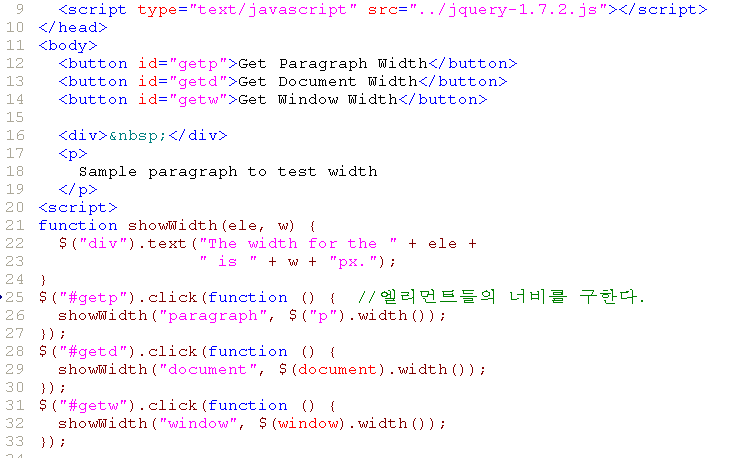 9   <script type="text/javascript" src="../jquery-1.7.2.js"></script>
10 </head>
11 <body>
12   <button id="getp">Get Paragraph Width</button>
13   <button id="getd">Get Document Width</button>
14   <button id="getw">Get Window Width</button>
15
16   <div>&nbsp;</div>
17   <p>
18     Sample paragraph to test width
19   </p>
20 <script>
21 function showWidth(ele, w) {
22   $("div").text("The width for the " + ele +
23                 " is " + w + "px.");
24 }
25 $("#getp").click(function () {  //엘리먼트들의 너비를 구한다.
26   showWidth("paragraph", $("p").width());
27 });
28 $("#getd").click(function () {
29   showWidth("document", $(document).width());
30 });
31 $("#getw").click(function () {
32   showWidth("window", $(window).width());
33 });